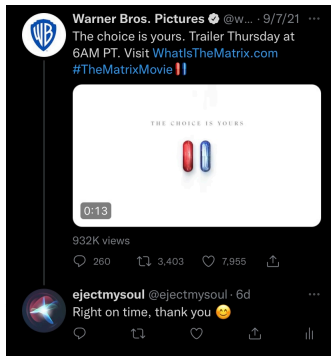 Warner Bros. Pictures @w... · 9/7/21
The choice is yours. Trailer Thursday at
6AM PT. Visit WhatIsTheMatrix.com
#TheMatrixMovie
THE CHOICE IS YOURS
0:13
932K views
260 3,403 7,955
ejectmysoul @ejectmysoul · 6d
Right on time, thank you 😊